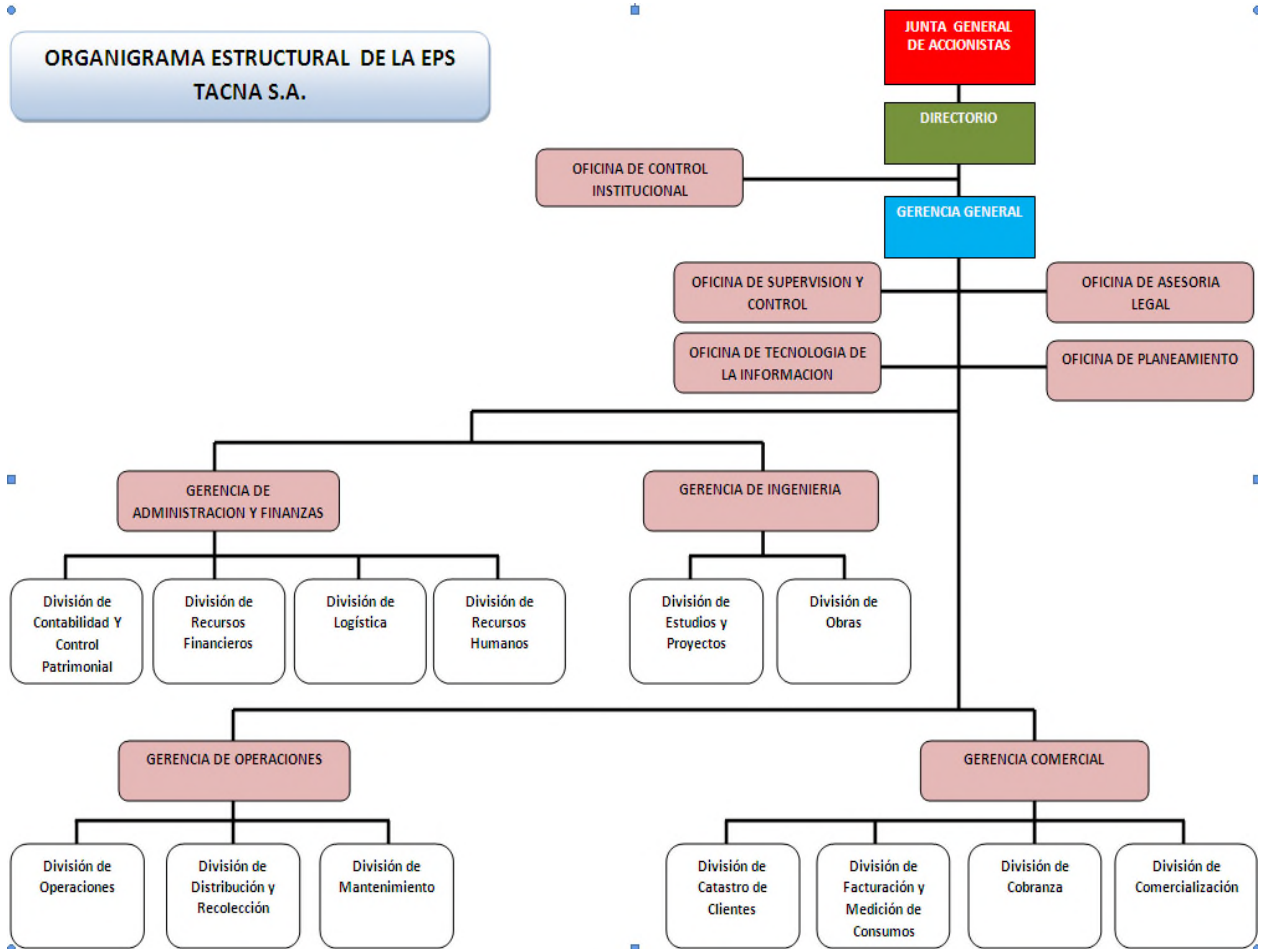 ORGANIGRAMA ESTRUCTURAL DE LA EPS
TACNA S.A.
JUNTA GENERAL
DE ACCIONISTAS
DIRECTORIO
OFICINA DE CONTROL
INSTITUCIONAL
GERENCIA GENERAL
OFICINA DE SUPERVISION Y
CONTROL
OFICINA DE ASESORIA
LEGAL
OFICINA DE TECNOLOGIA DE
LA INFORMACION
OFICINA DE PLANEAMIENTO
GERENCIA DE
ADMINISTRACION Y FINANZAS
GERENCIA DE INGENIERIA
División de
Contabilidad Y
Control
Patrimonial
División de
Recursos
Financieros
División de
Logística
División de
Recursos
Humanos
División de
Estudios y
Proyectos
División de
Obras
GERENCIA DE OPERACIONES
GERENCIA COMERCIAL
División de
Operaciones
División de
Distribución y
Recolección
División de
Mantenimiento
División de
Catastro de
Clientes
División de
Facturación y
Medición de
Consumos
División de
Cobranza
División de
Comercialización